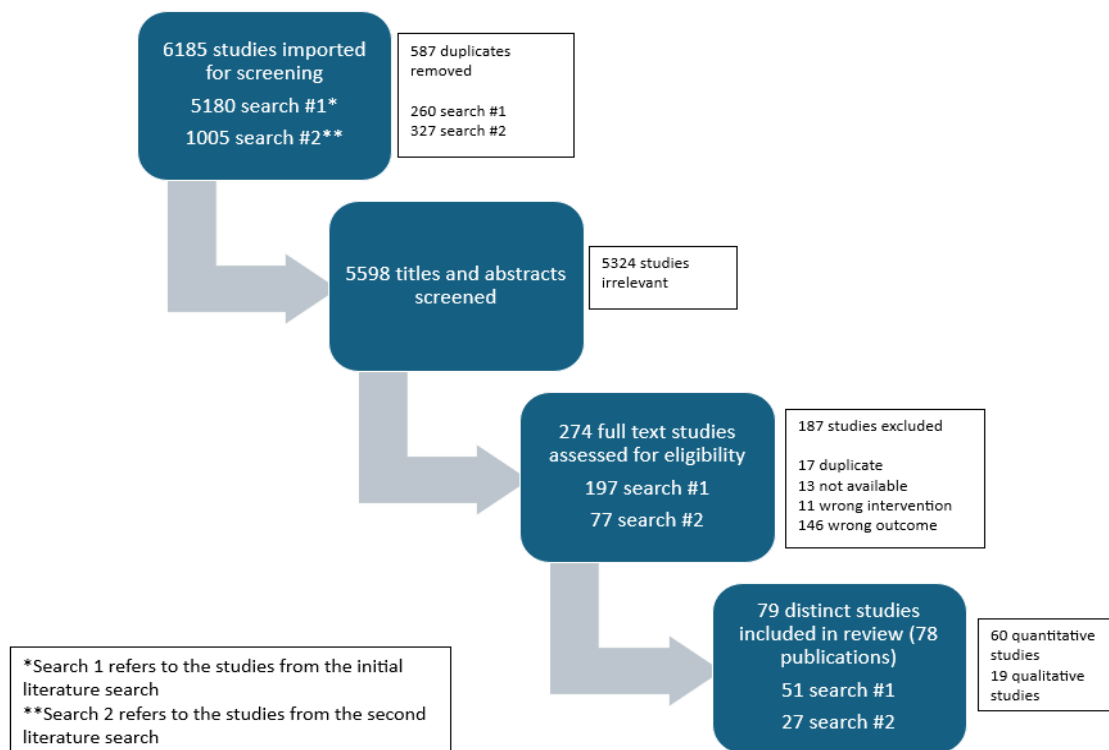 6185 studies imported
for screening
5180 search #1*
1005 search #2**
587 duplicates
removed
260 search #1
327 search #2
5598 titles and abstracts
screened
5324 studies
irrelevant
274 full text studies
assessed for eligibility
197 search #1
77 search #2
187 studies excluded
17 duplicate
13 not available
11 wrong intervention
146 wrong outcome
79 distinct studies
included in review (78
publications)
51 search #1
27 search #2
60 quantitative
studies
19 qualitative
studies
*Search 1 refers to the studies from the initial
literature search
**Search 2 refers to the studies from the second
literature search